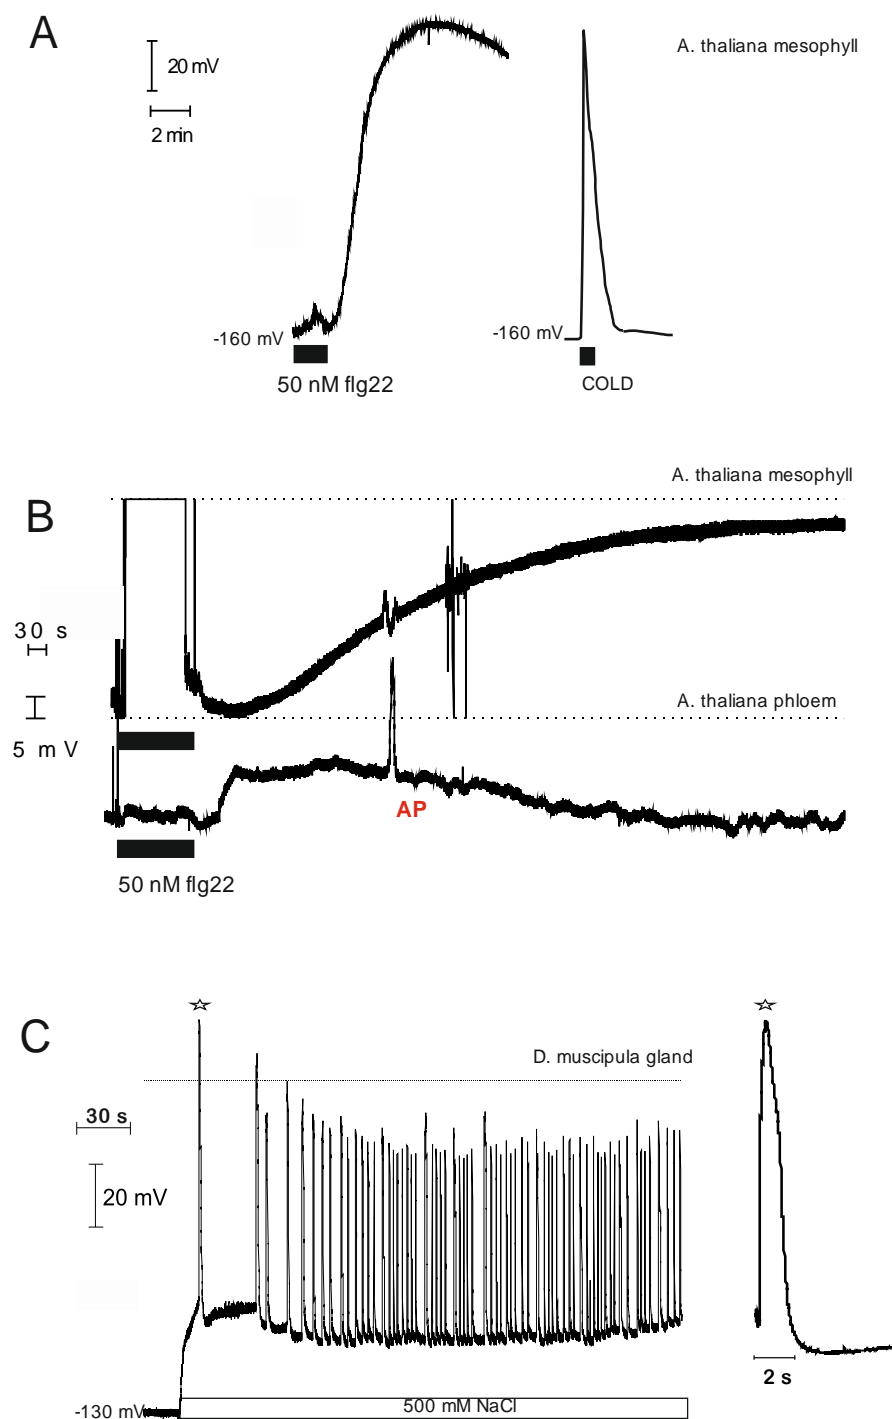 A
A. thaliana mesophyll
20 mV
2 min
-160 mV
-160 mV
50 nM flg22
COLD
A. thaliana mesophyll
B
30 s
A. thaliana phloem
5 mV
AP
50 nM flg22
C
D. muscipula gland
30 s
20 mV
2 s
-130 mV
500 mM NaCl